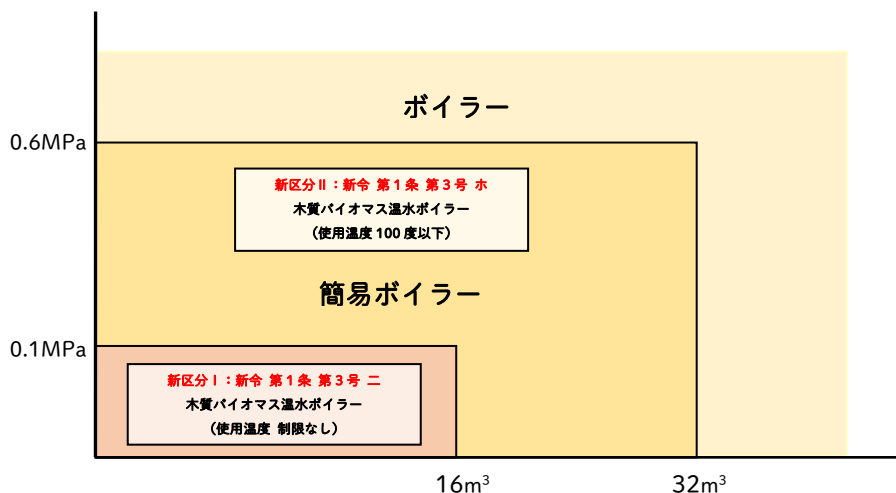 ボイラー
0.6MPa
新区分Ⅱ：新令 第1条 第3号 ホ
木質バイオマス温水ボイラー
（使用温度100度以下）
簡易ボイラー
0.1MPa
新区分Ⅰ：新令 第1条 第3号 ニ
木質バイオマス温水ボイラー
（使用温度 制限なし）
16m³
32m³